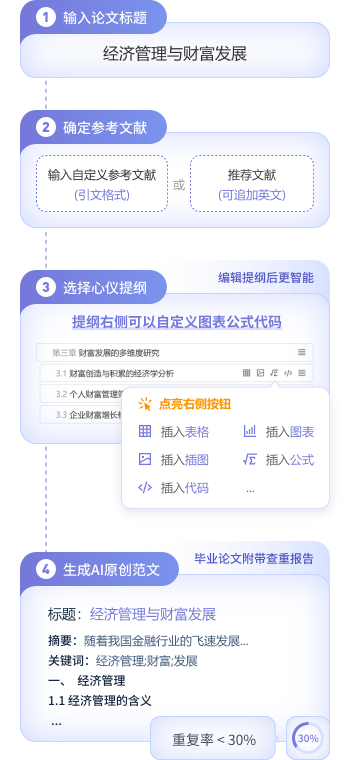 1 输入论文标题
经济管理与财富发展
2 确定参考文献
输入自定义参考文献 或 推荐文献
(引文格式) (可追加英文)
编辑提纲后更智能
3 选择心仪提纲
提纲右侧可以自定义图表公式代码
第三章 财富发展的多维度研究
3.1 财富创造与积累的经济学分析
3.2 个人财富管理
3.3 企业财富增长
点亮右侧按钮
插入表格 插入图表
插入插图 插入公式
插入代码 ...
毕业论文附带查重报告
4 生成AI原创范文
标题：经济管理与财富发展
摘要：随着我国金融行业的飞速发展...
关键词：经济管理;财富;发展
一、 经济管理
1.1 经济管理的含义
...
重复率 < 30% 30%